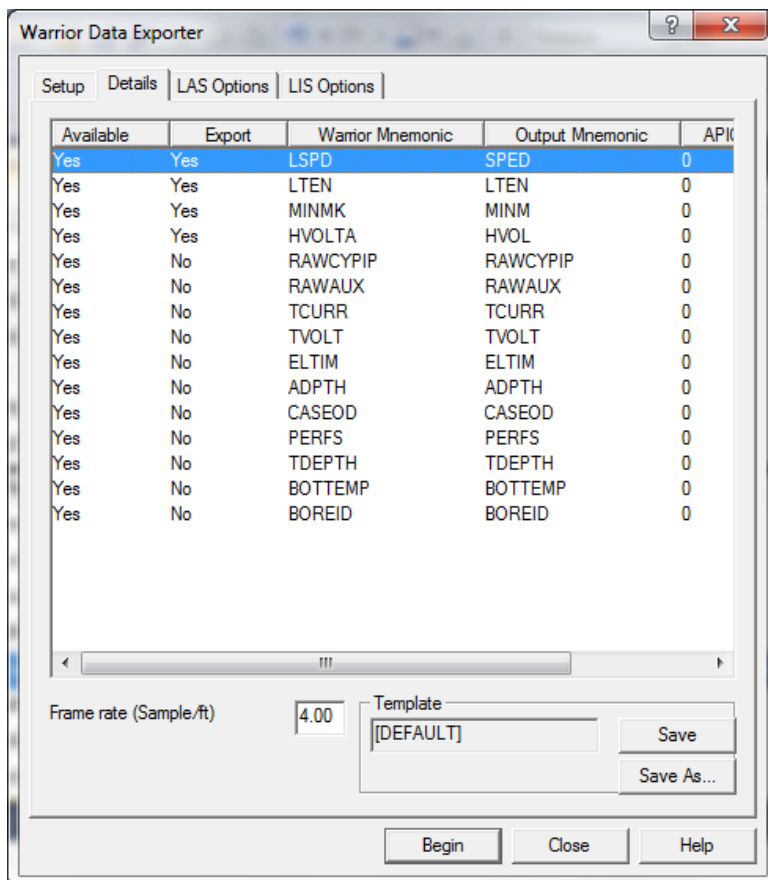 Warrior Data Exporter
Setup Details LAS Options LIS Options
Available Export Warrior Mnemonic Output Mnemonic API
Yes Yes LSPD SPED 0
Yes Yes LTEN LTEN 0
Yes Yes MINMK MINM 0
Yes Yes HVOLTA HVOL 0
Yes No RAWCYPIP RAWCYPIP 0
Yes No RAWAUX RAWAUX 0
Yes No TCURR TCURR 0
Yes No TVOLT TVOLT 0
Yes No ELTIM ELTIM 0
Yes No ADPTH ADPTH 0
Yes No CASEOD CASEOD 0
Yes No PERFS PERFS 0
Yes No TDEPTH TDEPTH 0
Yes No BOTTEMP BOTTEMP 0
Yes No BOREID BOREID 0
Frame rate (Sample/ft) 4.00 Template
[DEFAULT] Save
Save As...
Begin Close Help